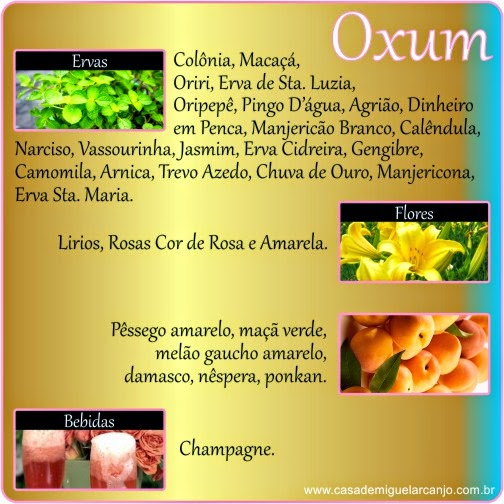 Oxum
Ervas
Colônia, Macaçá,
Oriri, Erva de Sta. Luzia,
Oripepê, Pingo D'água, Agrião, Dinheiro
em Penca, Manjericão Branco, Calêndula,
Narciso, Vassourinha, Jasmim, Erva Cidreira, Gengibre,
Camomila, Arnica, Trevo Azedo, Chuva de Ouro, Manjericona,
Erva Sta. Maria.
Flores
Lirios, Rosas Cor de Rosa e Amarela.
Pêssego amarelo, maçã verde,
melão gaucho amarelo,
damasco, nêspera, ponkan.
Bebidas
Champagne.
www.casademiguelarcanjo.com.br